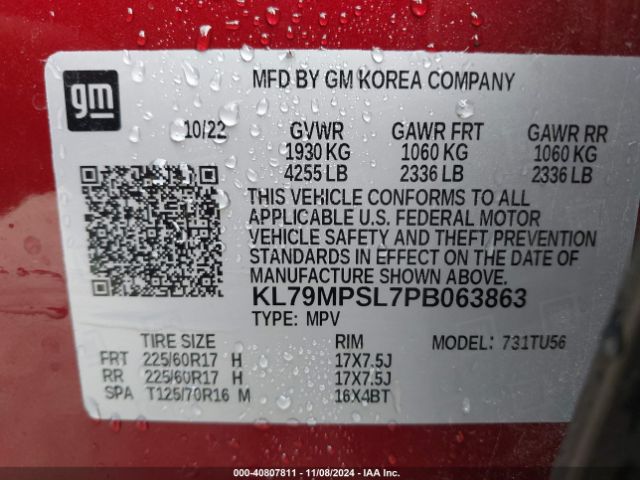 gm
MFD BY GM KOREA COMPANY
10/22 GVWR GAWR FRT GAWR RR
1930 KG 1060 KG 1060 KG
4255 LB 2336 LB 2336 LB
THIS VEHICLE CONFORMS TO ALL
APPLICABLE U.S. FEDERAL MOTOR
VEHICLE SAFETY AND THEFT PREVENTION
STANDARDS IN EFFECT ON THE DATE OF
MANUFACTURE SHOWN ABOVE.
KL79MPSL7PB063863
TYPE: MPV
TIRE SIZE RIM MODEL: 731TU56
FRT 225/60R17 H 17X7.5J
RR 225/60R17 H 17X7.5J
SPA T125/70R16 M 16X4BT
000-40807811 - 11/08/2024 - IAA Inc.